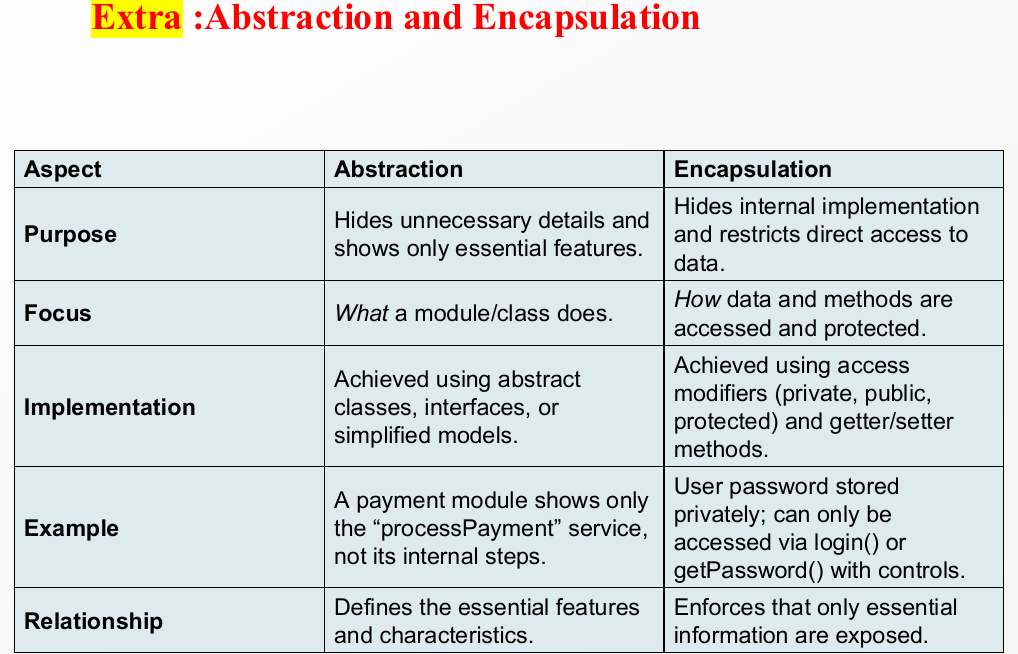 Extra :Abstraction and Encapsulation
Aspect
Abstraction
Encapsulation
Purpose
Hides unnecessary details and
shows only essential features.
Hides internal implementation
and restricts direct access to
data.
Focus
What a module/class does.
How data and methods are
accessed and protected.
Implementation
Achieved using abstract
classes, interfaces, or
simplified models.
Achieved using access
modifiers (private, public,
protected) and getter/setter
methods.
Example
A payment module shows only
the “processPayment” service,
not its internal steps.
User password stored
privately; can only be
accessed via login() or
getPassword() with controls.
Relationship
Defines the essential features
and characteristics.
Enforces that only essential
information are exposed.